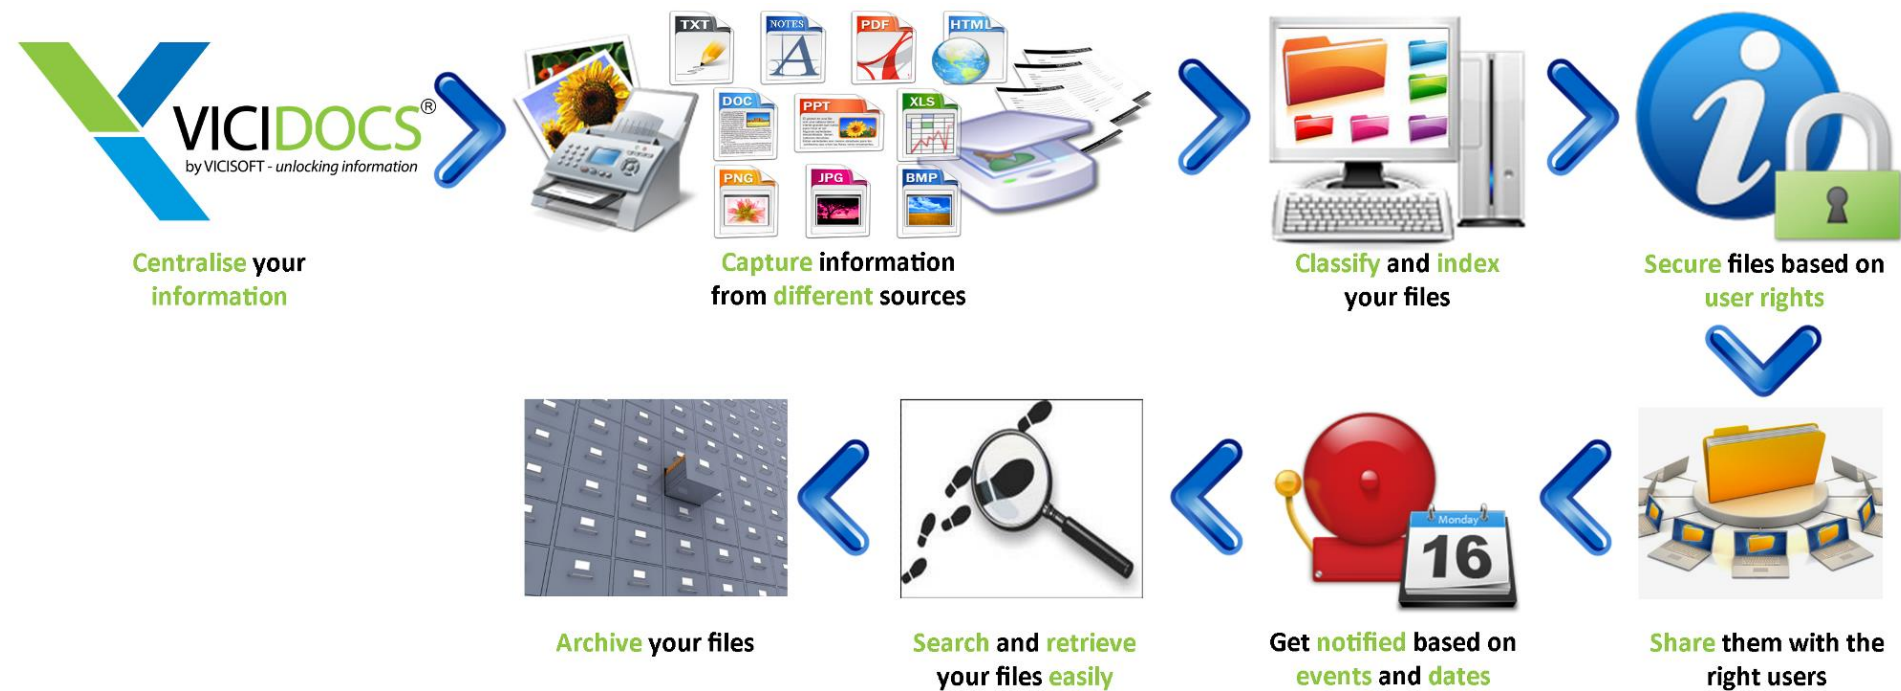 VICIDOCS®
by VICISOFT - unlocking information
Centralise your
information
TXT
NOTES
PDF
HTML
DOC
PPT
XLS
PNG
JPG
BMP
Capture information
from different sources
Classify and index
your files
Secure files based on
user rights
Share them with the
right users
Monday
16
Get notified based on
events and dates
Search and retrieve
your files easily
Archive your files